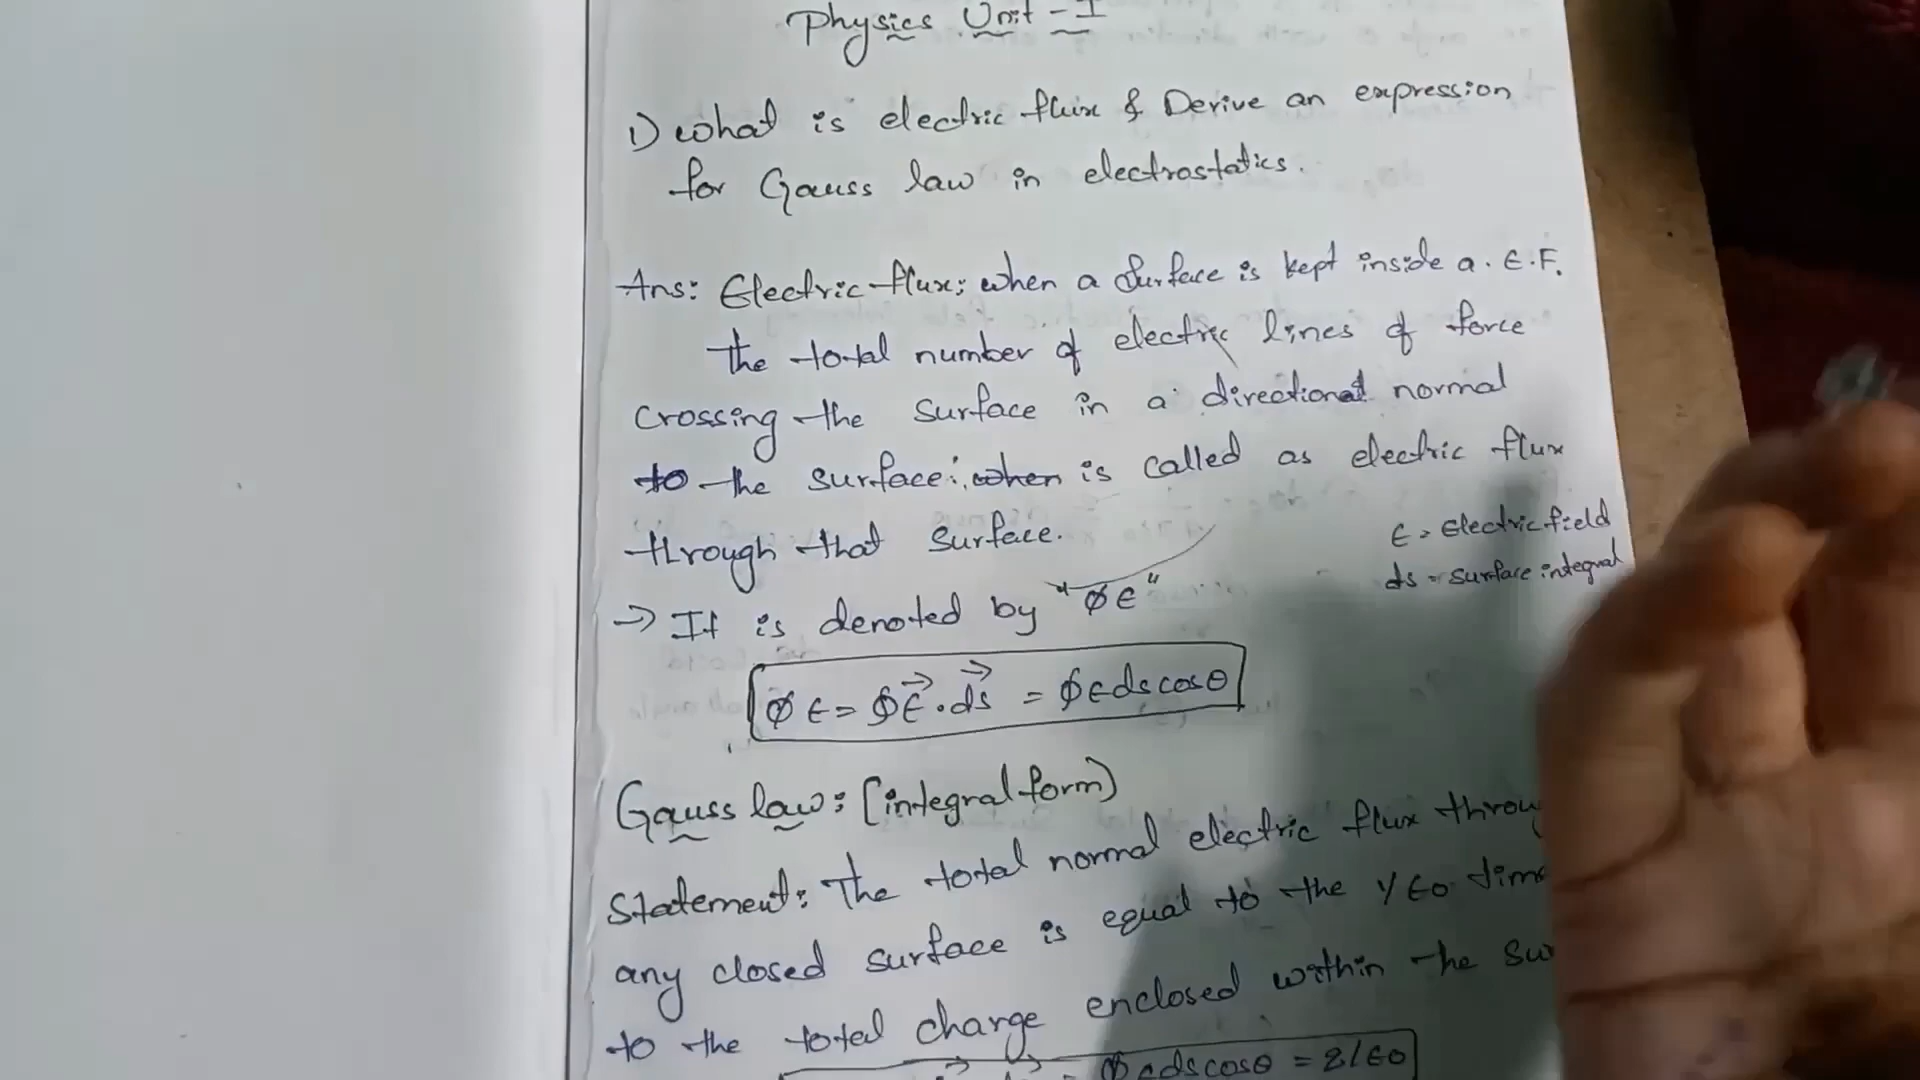 Physics Unit - I
1) what is electric flux & Derive an expression
for Gauss law in electrostatics.
Ans: Electric flux: when a surface is kept inside a. E.F.
the total number of electric lines of force
crossing the surface in a directional normal
to the surface: when is called as electric flux
through that surface.
E = Electric field
ds = surface integral
→ It is denoted by "ϕE"
ϕE = ∮E⃗ . ds⃗ = ∮Edscosθ
Gauss law: [integral form)
Statement: The total normal electric flux throu
any closed surface is equal to the 1/ϵ0 time
to the total charge enclosed within the su
∮Edscosθ = q/ϵ0